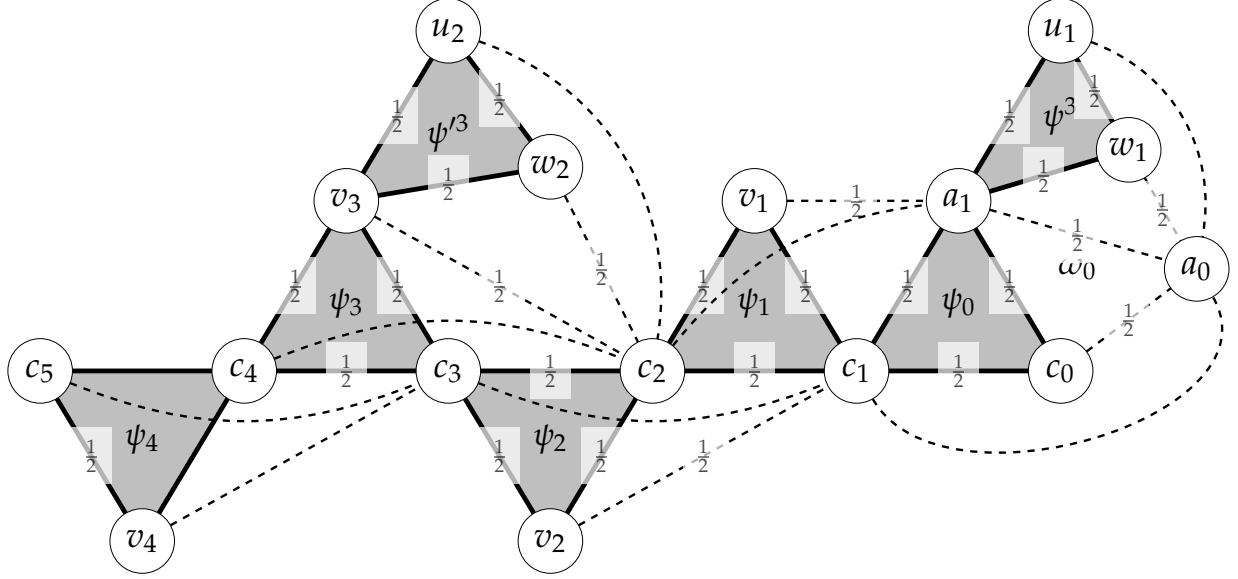 u₂ u₁
½ ½ ½ ½
ψ′³ ψ³
w₂ w₁
½ ½
v₃ v₁ ½ a₁ ½
½ ω₀ a₀
½ ½ ½ ½ ½ ½ ½ ½
ψ₃ ψ₁ ψ₀ ½
c₅ c₄ ½ c₃ ½ c₂ ½ c₁ ½ c₀
ψ₄ ψ₂
½ ½ ½ ½
v₄ v₂